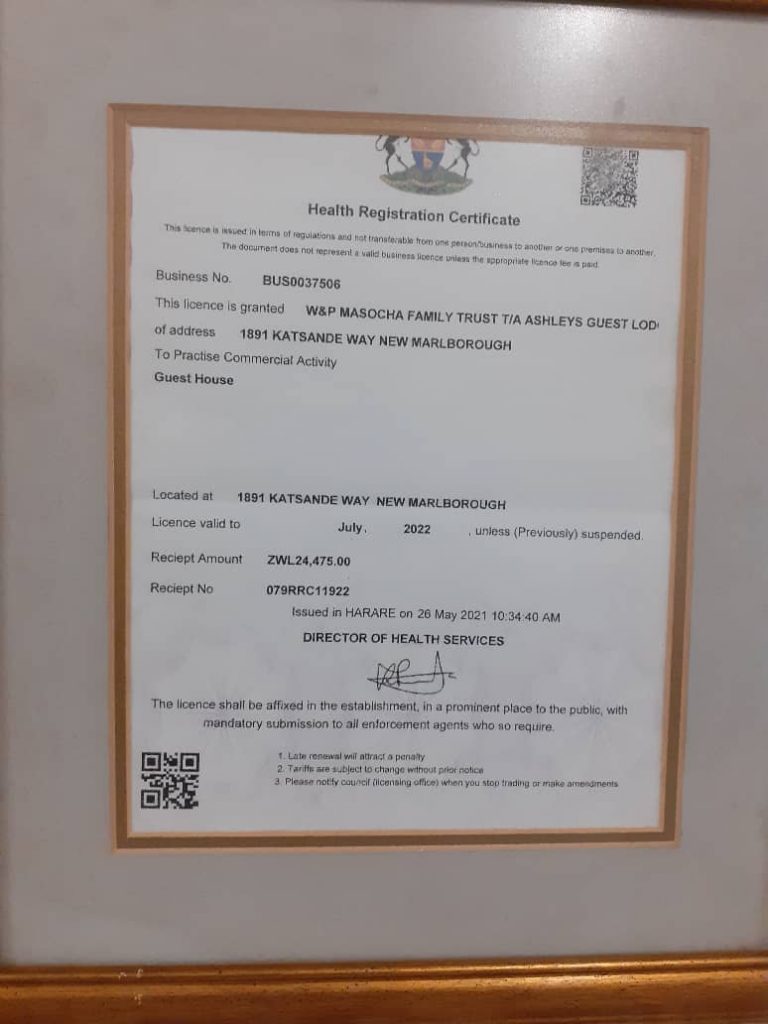 Health Registration Certificate
This licence is issued in terms of regulations and not transferable from one person/business to another or one premises to another.
The document does not represent a valid business licence unless the appropriate licence fee is paid.
Business No. BUS0037506
This licence is granted W&P MASOCHA FAMILY TRUST T/A ASHLEYS GUEST LOD
of address 1891 KATSANDE WAY NEW MARLBOROUGH
To Practise Commercial Activity
Guest House
Located at 1891 KATSANDE WAY NEW MARLBOROUGH
Licence valid to July, 2022 , unless (Previously) suspended.
Reciept Amount ZWL24,475.00
Reciept No 079RRC11922
Issued in HARARE on 26 May 2021 10:34:40 AM
DIRECTOR OF HEALTH SERVICES
The licence shall be affixed in the establishment, in a prominent place to the public, with
mandatory submission to all enforcement agents who so require.
1. Late renewal will attract a penalty
2. Tariffs are subject to change without prior notice
3. Please notify council (licensing office) when you stop trading or make amendments